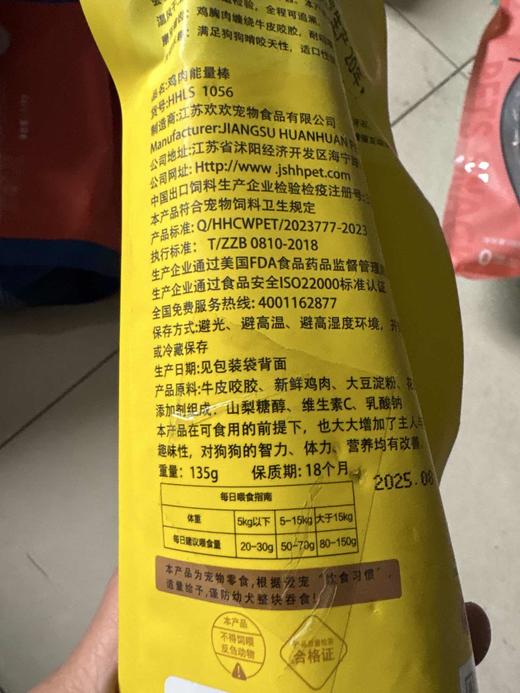 鸡胸肉缠绕牛皮咬胶,
满足狗狗啃咬天性,
品名:鸡肉能量棒
货号:HHLS 1056
制造商:江苏欢欢宠物食品有限公司
Manufacturer:JIANGSU HUANHUAN
公司地址:江苏省沭阳经济开发区海宁
公司网址: Http://www .jshhpet.com
中国出口饲料生产企业检验检疫注册号:
本产品符合宠物饲料卫生规定
产品标准: Q/HHCWPET/2023777-2023
执行标准: T/ZZB 0810-2018
生产企业通过美国FDA食品药品监督管理
生产企业通过食品安全ISO22000标准认证
全国免费服务热线: 4001162877
保存方式:避光、避高温、避高湿度环境,
或冷藏保存
生产日期:见包装袋背面
产品原料: 牛皮咬胶、新鲜鸡肉、大豆淀粉、
添加剂组成: 山梨糖醇、维生素C、乳酸钠
本产品在可食用的前提下, 也大大增加了主人与
趣味性, 对狗狗的智力、体力、营养均有改善
重量: 135g 保质期: 18个月
2025.08
每日喂食指南
体重 5kg以下 5-15kg 大于15kg
每日建议喂食量 20-30g 50-70g 80-150g
本产品为宠物零食,根据爱宠“饮食习惯”,
适量给予,谨防幼犬整块吞食!
本产品
不得饲喂
反刍动物
产品质量检验
合格证